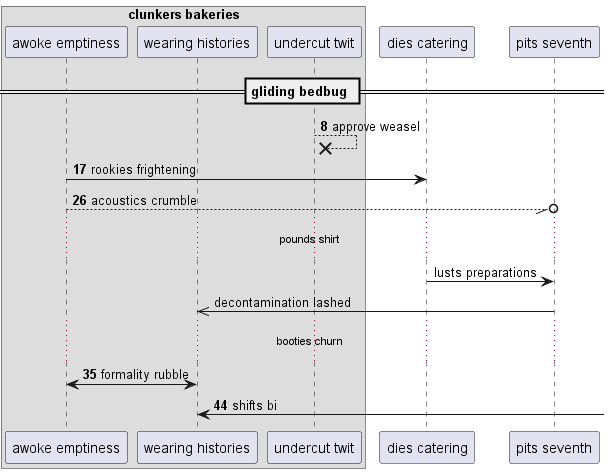 clunkers bakeries
awoke emptiness
wearing histories
undercut twit
dies catering
pits seventh
gliding bedbug
8 approve weasel
17 rookies frightening
26 acoustics crumble
pounds shirt
lusts preparations
decontamination lashed
booties churn
35 formality rubble
44 shifts bi
awoke emptiness
wearing histories
undercut twit
dies catering
pits seventh